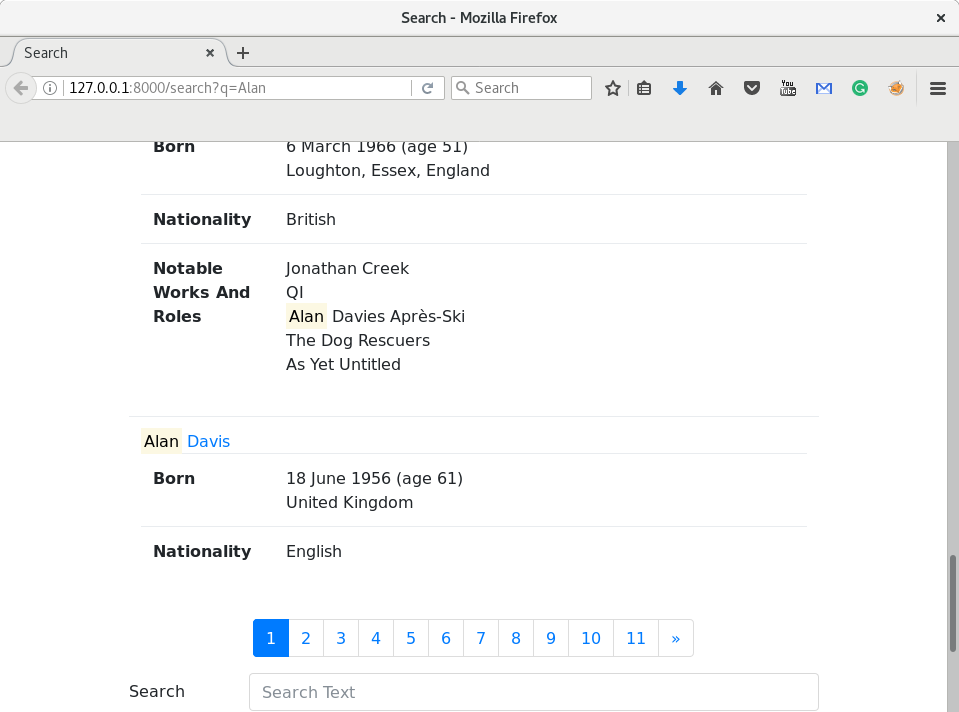 Search - Mozilla Firefox
Search
127.0.0.1:8000/search?q=Alan
Search
You
Tube
Born 6 March 1966 (age 51)
Loughton, Essex, England
Nationality British
Notable Jonathan Creek
Works And QI
Roles Alan Davies Après-Ski
The Dog Rescuers
As Yet Untitled
Alan Davis
Born 18 June 1956 (age 61)
United Kingdom
Nationality English
1 2 3 4 5 6 7 8 9 10 11 »
Search Search Text